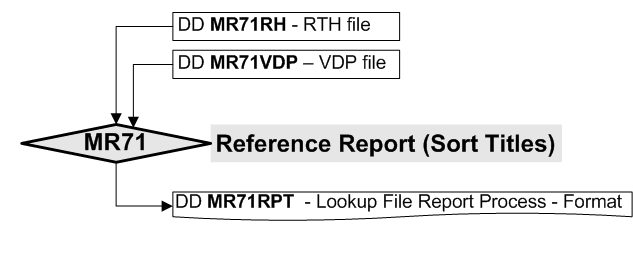 DD MR71RH - RTH file
DD MR71VDP – VDP file
MR71
Reference Report (Sort Titles)
DD MR71RPT - Lookup File Report Process - Format